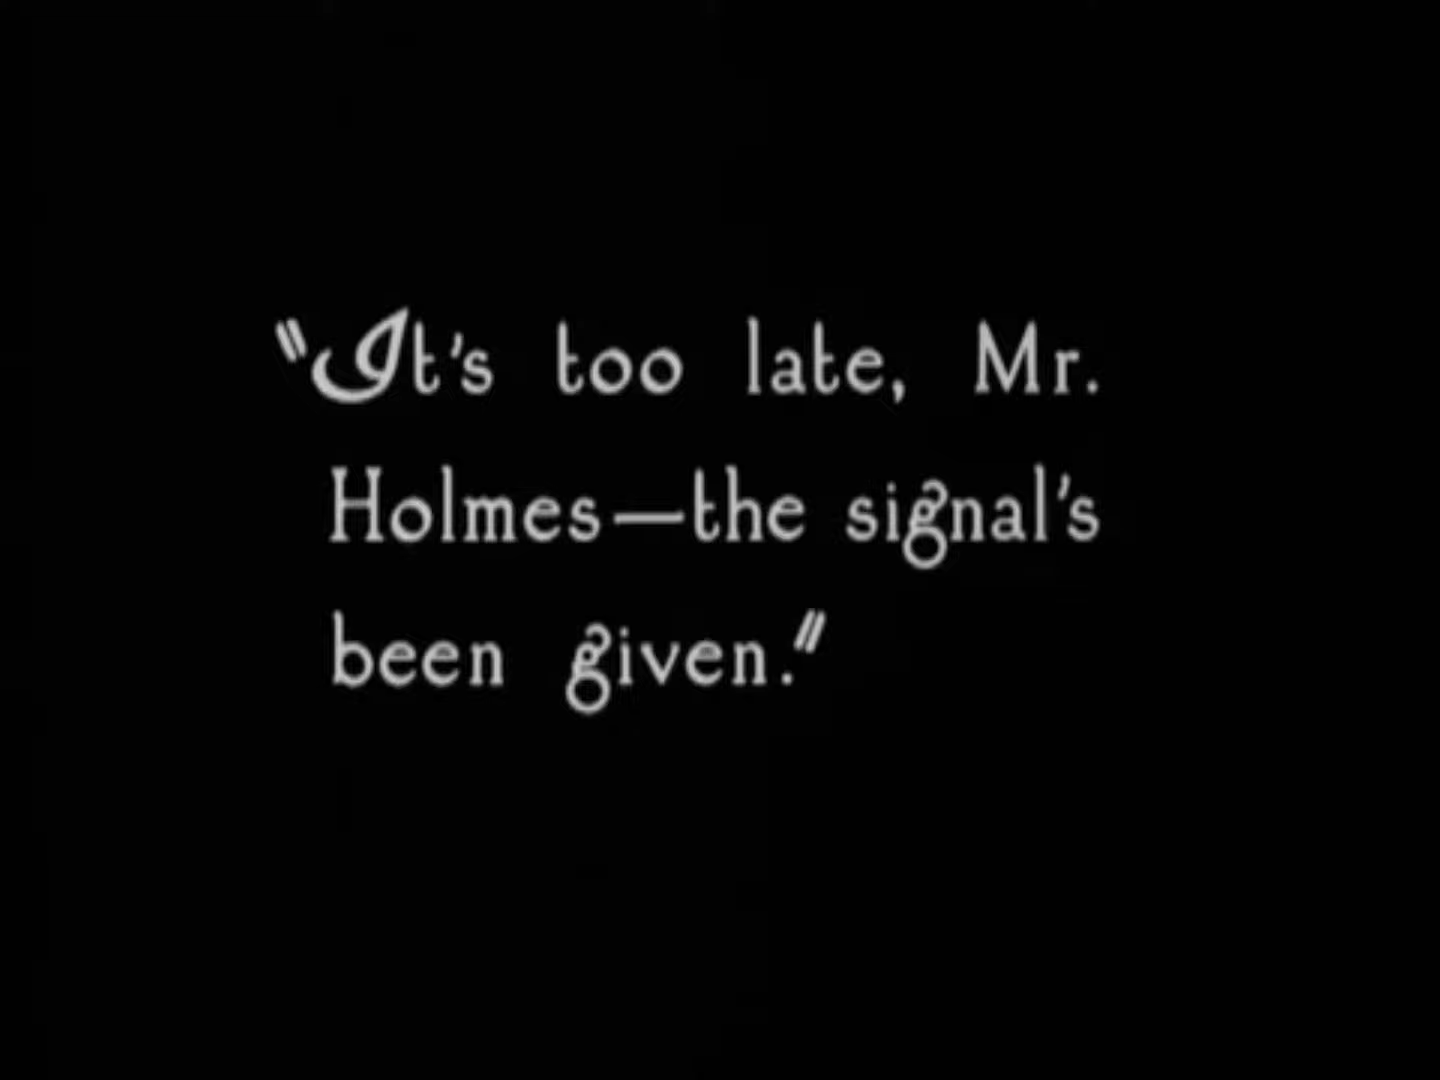 "It's too late, Mr.
Holmes—the signal's
been given."